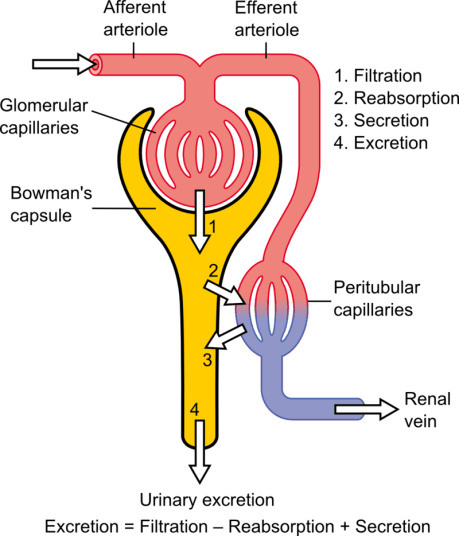 Afferent
arteriole
Efferent
arteriole
1. Filtration
2. Reabsorption
3. Secretion
4. Excretion
Glomerular
capillaries
Bowman's
capsule
1
2
Peritubular
capillaries
3
4
Renal
vein
Urinary excretion
Excretion = Filtration – Reabsorption + Secretion